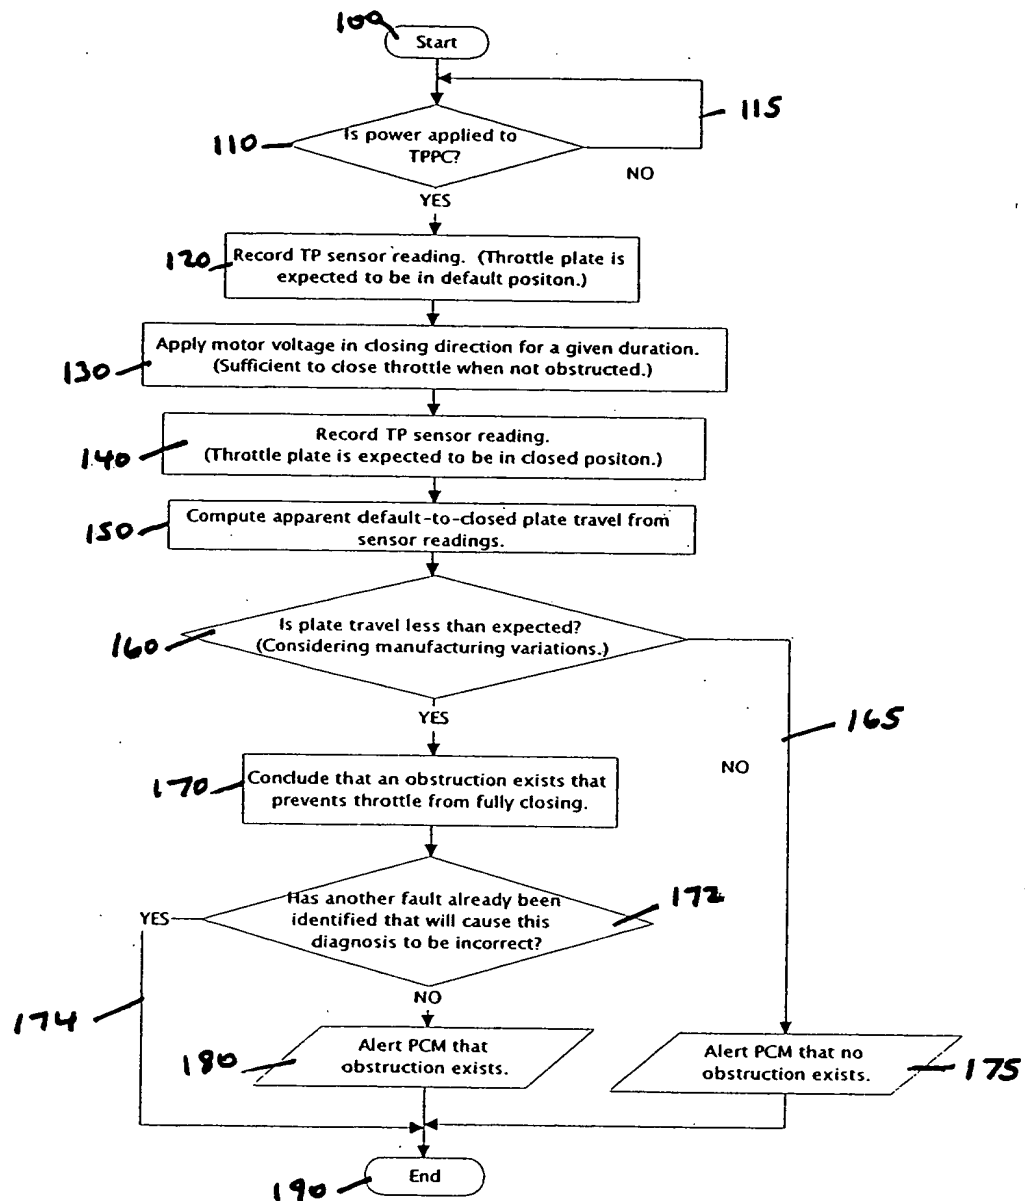 100
Start
115
110
Is power applied to
TPPC?
NO
YES
120
Record TP sensor reading. (Throttle plate is
expected to be in default positon.)
130
Apply motor voltage in closing direction for a given duration.
(Sufficient to close throttle when not obstructed.)
140
Record TP sensor reading.
(Throttle plate is expected to be in closed positon.)
150
Compute apparent default-to-closed plate travel from
sensor readings.
160
Is plate travel less than expected?
(Considering manufacturing variations.)
YES
165
NO
170
Conclude that an obstruction exists that
prevents throttle from fully closing.
172
Has another fault already been
identified that will cause this
diagnosis to be incorrect?
YES
NO
174
180
Alert PCM that
obstruction exists.
Alert PCM that no
obstruction exists.
175
End
190